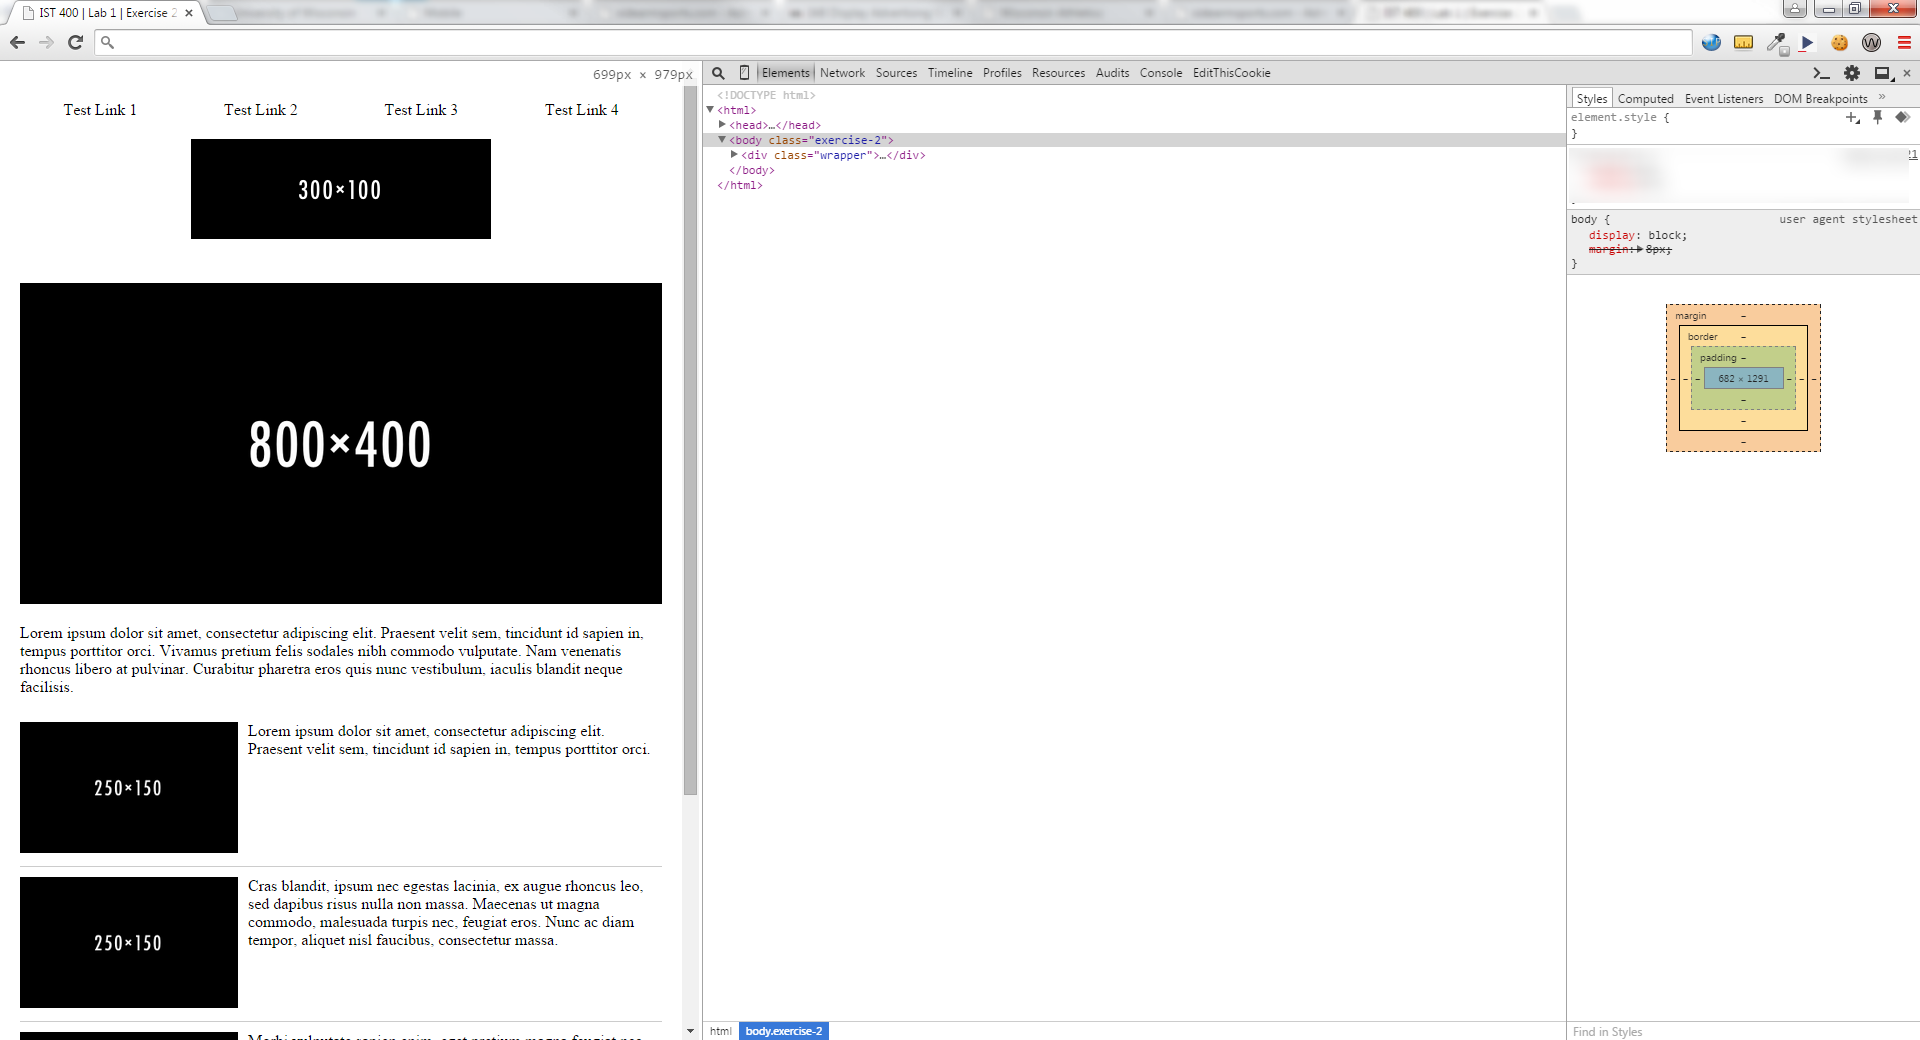 IST 400 | Lab 1 | Exercise 2
699px × 979px
Elements Network Sources Timeline Profiles Resources Audits Console EditThisCookie
Test Link 1 Test Link 2 Test Link 3 Test Link 4
300×100
800×400
Lorem ipsum dolor sit amet, consectetur adipiscing elit. Praesent velit sem, tincidunt id sapien in,
tempus porttitor orci. Vivamus pretium felis sodales nibh commodo vulputate. Nam venenatis
rhoncus libero at pulvinar. Curabitur pharetra eros quis nunc vestibulum, iaculis blandit neque
facilisis.
250×150
Lorem ipsum dolor sit amet, consectetur adipiscing elit.
Praesent velit sem, tincidunt id sapien in, tempus porttitor orci.
250×150
Cras blandit, ipsum nec egestas lacinia, ex augue rhoncus leo,
sed dapibus risus nulla non massa. Maecenas ut magna
commodo, malesuada turpis nec, feugiat eros. Nunc ac diam
tempor, aliquet nisl faucibus, consectetur massa.
<!DOCTYPE html>
<html>
<head>…</head>
<body class="exercise-2">
<div class="wrapper">…</div>
</body>
</html>
html body.exercise-2
Styles Computed Event Listeners DOM Breakpoints »
element.style {
}
21
body { user agent stylesheet
display: block;
margin: 8px;
}
margin –
border –
padding –
– – – 682 × 1291 – – –
–
–
–
Find in Styles